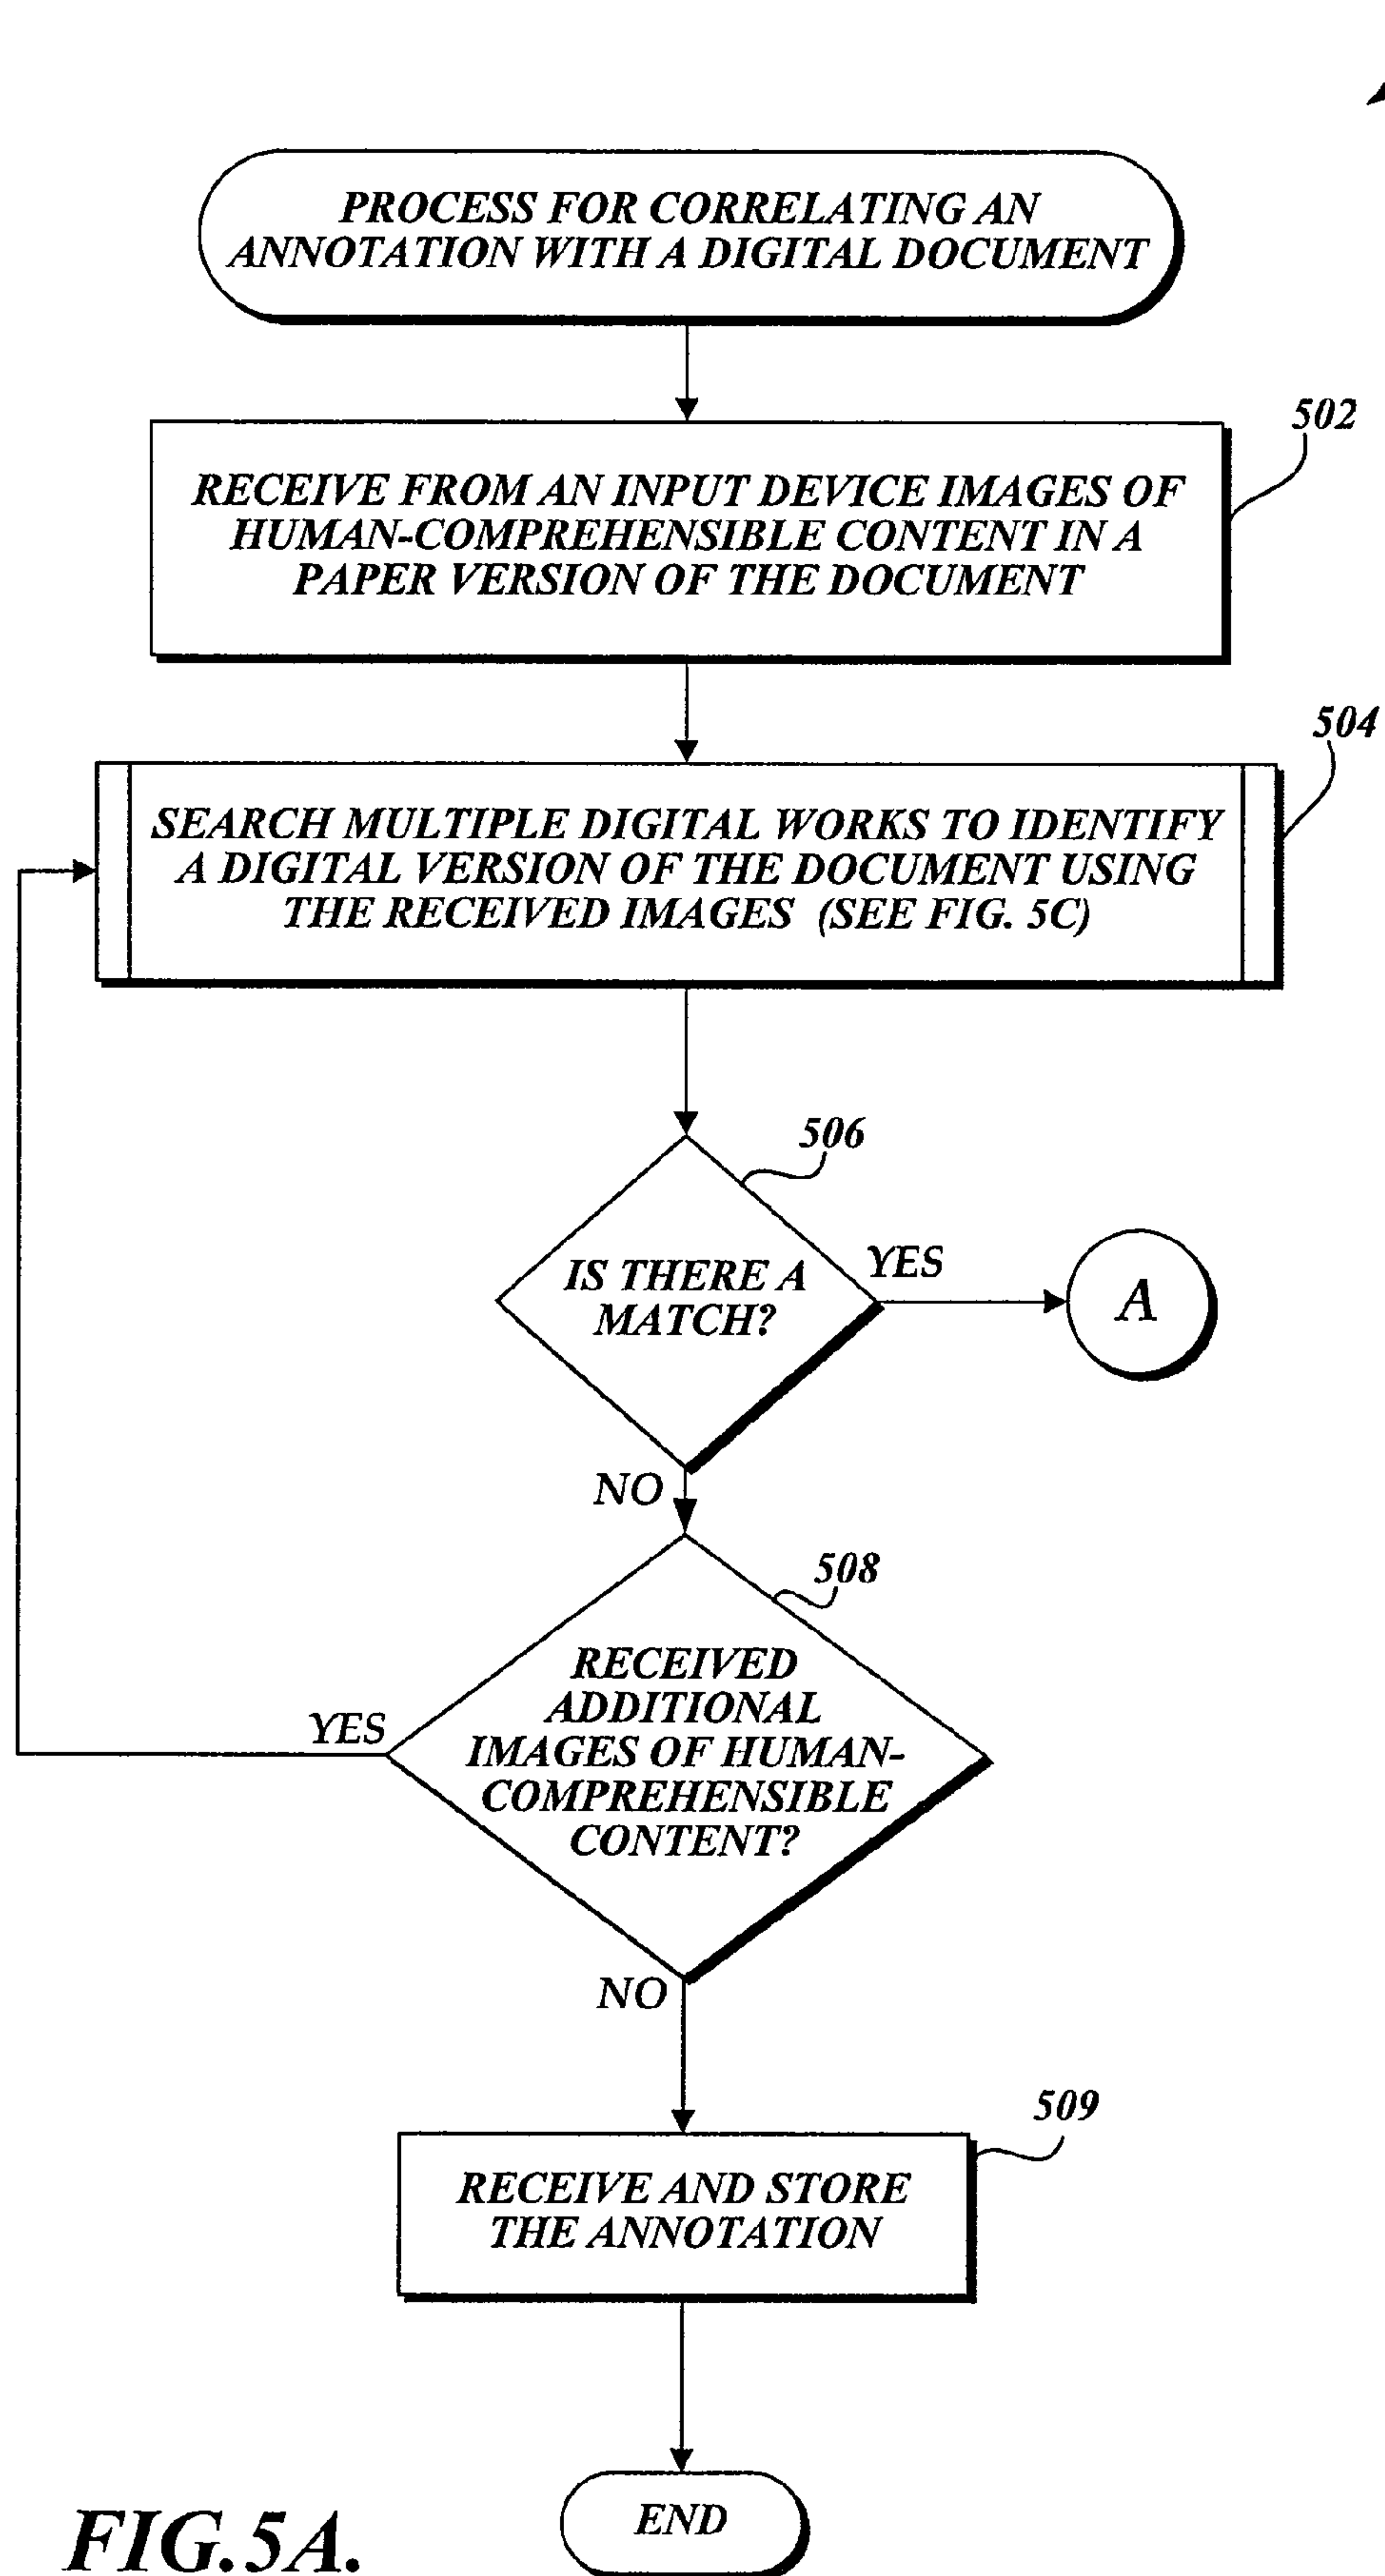 PROCESS FOR CORRELATING AN
ANNOTATION WITH A DIGITAL DOCUMENT
502
RECEIVE FROM AN INPUT DEVICE IMAGES OF
HUMAN-COMPREHENSIBLE CONTENT IN A
PAPER VERSION OF THE DOCUMENT
504
SEARCH MULTIPLE DIGITAL WORKS TO IDENTIFY
A DIGITAL VERSION OF THE DOCUMENT USING
THE RECEIVED IMAGES (SEE FIG. 5C)
506
IS THERE A
MATCH?
YES
A
NO
508
RECEIVED
ADDITIONAL
IMAGES OF HUMAN-
COMPREHENSIBLE
CONTENT?
YES
NO
509
RECEIVE AND STORE
THE ANNOTATION
END
FIG.5A.